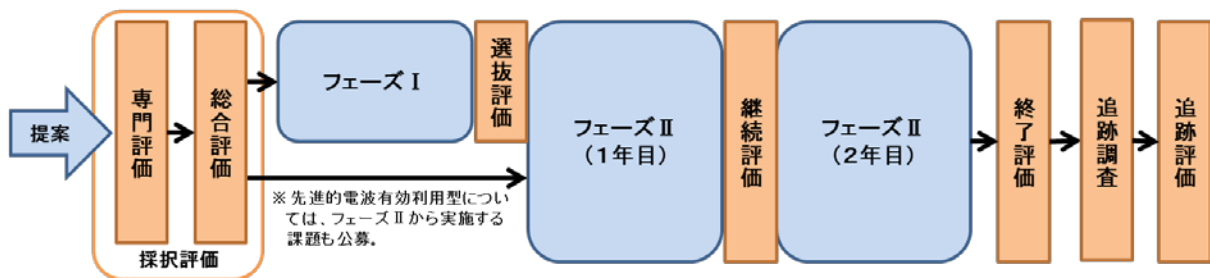 提案
専門評価
総合評価
採択評価
フェーズⅠ
選抜評価
※先進的電波有効利用型につい
ては、フェーズⅡから実施する
課題も公募。
フェーズⅡ
（1年目）
継続評価
フェーズⅡ
（2年目）
終了評価
追跡調査
追跡評価